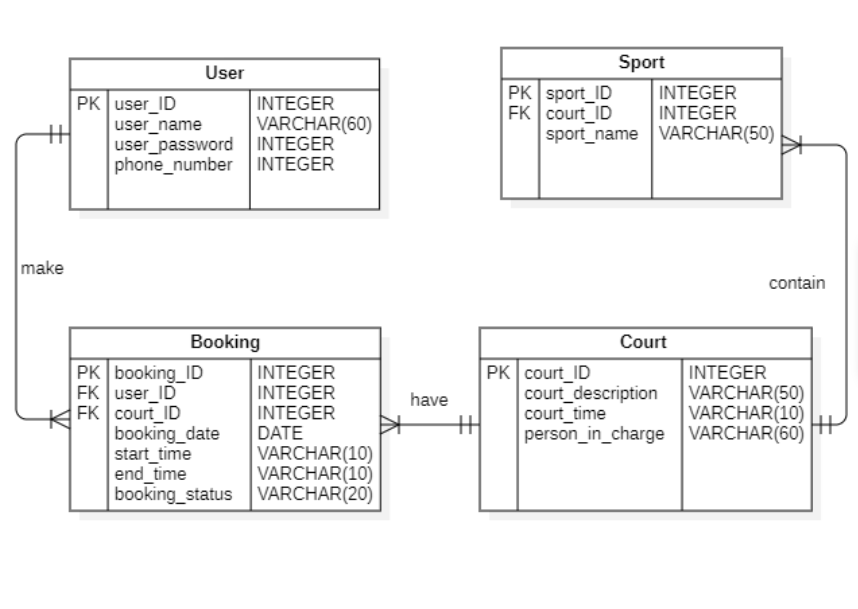 User
PK user_ID INTEGER
user_name VARCHAR(60)
user_password INTEGER
phone_number INTEGER
Sport
PK sport_ID INTEGER
FK court_ID INTEGER
sport_name VARCHAR(50)
make
contain
Booking
PK booking_ID INTEGER
FK user_ID INTEGER
FK court_ID INTEGER
booking_date DATE
start_time VARCHAR(10)
end_time VARCHAR(10)
booking_status VARCHAR(20)
have
Court
PK court_ID INTEGER
court_description VARCHAR(50)
court_time VARCHAR(10)
person_in_charge VARCHAR(60)